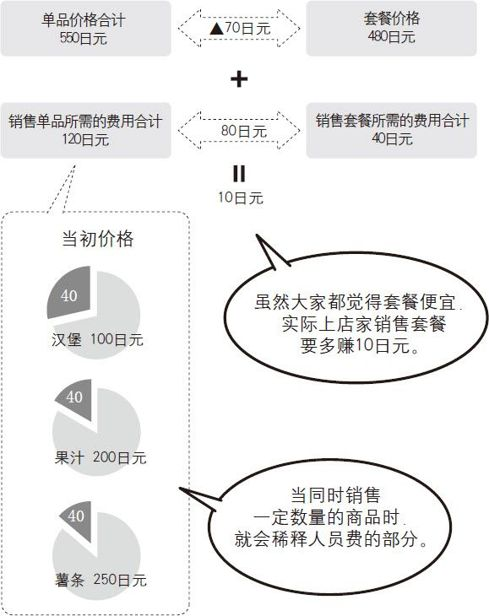 单品价格合计
550日元
▲70日元
套餐价格
480日元
+
销售单品所需的费用合计
120日元
80日元
销售套餐所需的费用合计
40日元
=
10日元
当初价格
40
汉堡 100日元
40
果汁 200日元
40
薯条 250日元
虽然大家都觉得套餐便宜，
实际上店家销售套餐
要多赚10日元。
当同时销售
一定数量的商品时，
就会稀释人员费的部分。